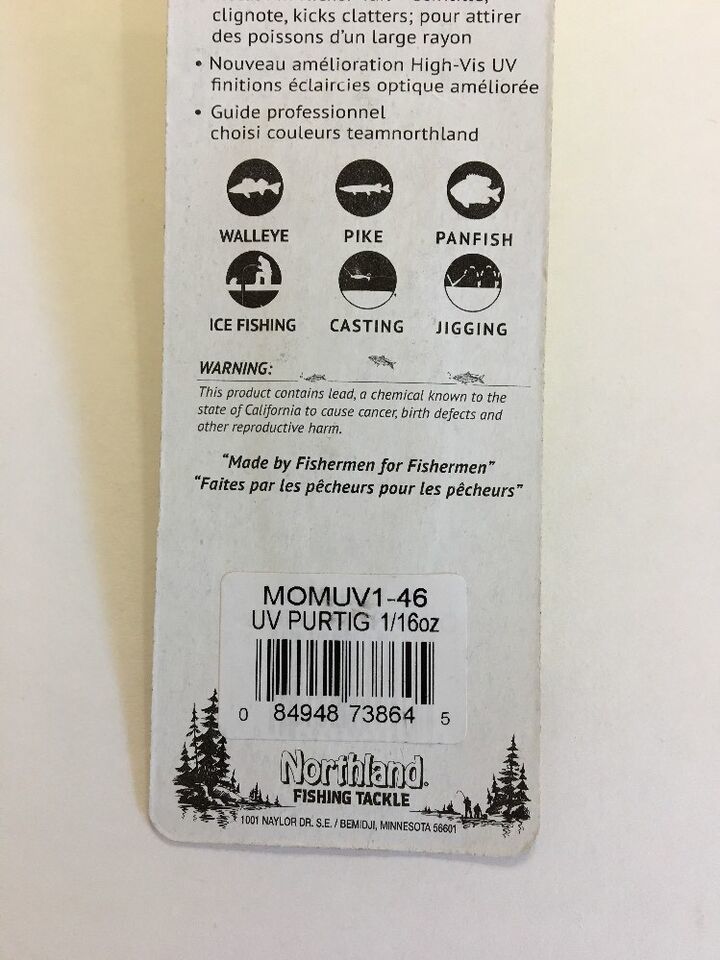 clignote, kicks clatters; pour attirer
des poissons d'un large rayon
• Nouveau amélioration High-Vis UV
finitions éclaircies optique améliorée
• Guide professionnel
choisi couleurs teamnorthland
WALLEYE PIKE PANFISH
ICE FISHING CASTING JIGGING
WARNING:
This product contains lead, a chemical known to the
state of California to cause cancer, birth defects and
other reproductive harm.
"Made by Fishermen for Fishermen"
"Faites par les pêcheurs pour les pêcheurs"
MOMUV1-46
UV PURTIG 1/16oz
0 84948 73864 5
Northland
FISHING TACKLE
1001 NAYLOR DR. S.E. / BEMIDJI, MINNESOTA 56601